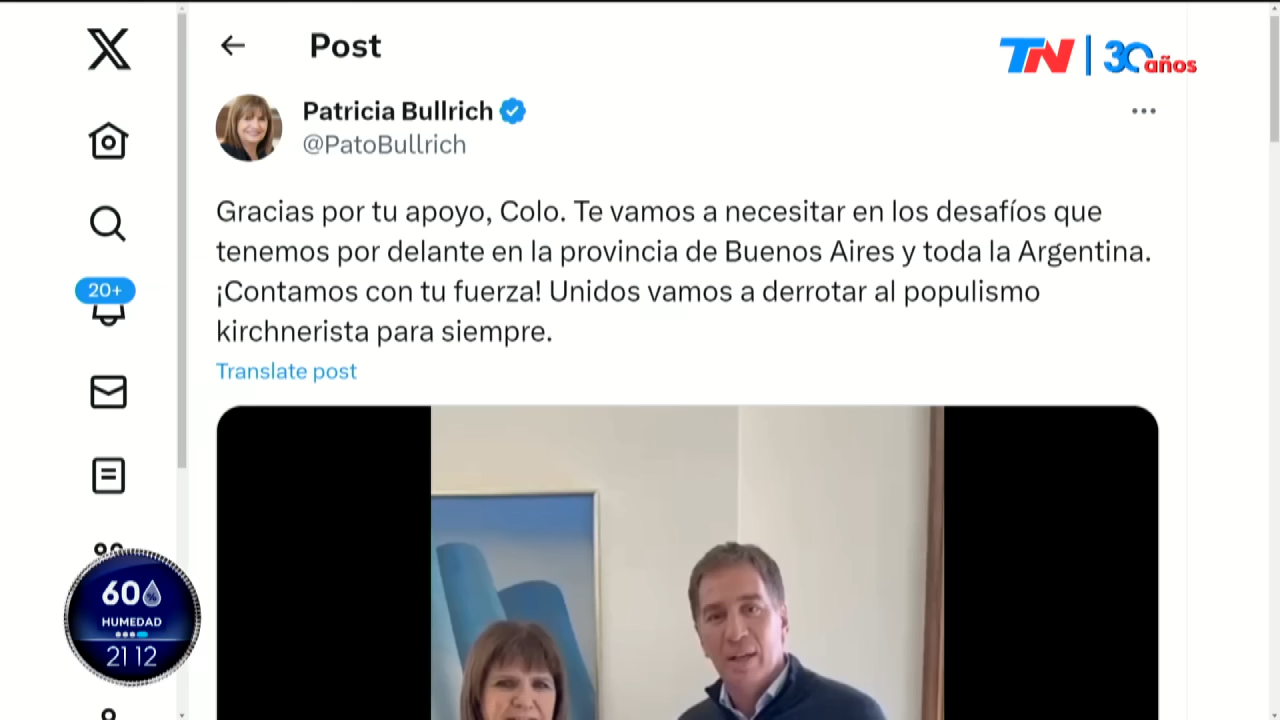 Post
TN 30años
Patricia Bullrich
@PatoBullrich
Gracias por tu apoyo, Colo. Te vamos a necesitar en los desafíos que
tenemos por delante en la provincia de Buenos Aires y toda la Argentina.
¡Contamos con tu fuerza! Unidos vamos a derrotar al populismo
kirchnerista para siempre.
Translate post
20+
60%
HUMEDAD
21 12